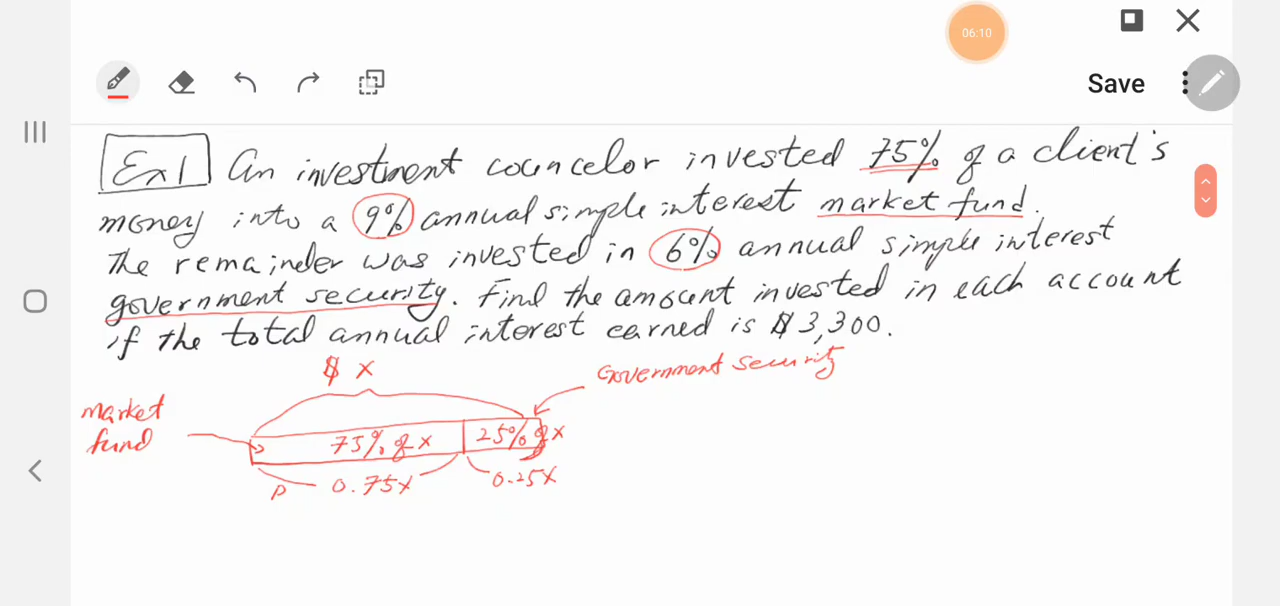 06:10
Save
Ex1 An investment councelor invested 75% of a client's
money into a 9% annual simple interest market fund.
The remainder was invested in 6% annual simple interest
government security. Find the amount invested in each account
if the total annual interest earned is $3,300.
$ x
Government Security
market
fund
75% of x
25% of x
P
0.75x
0.25x